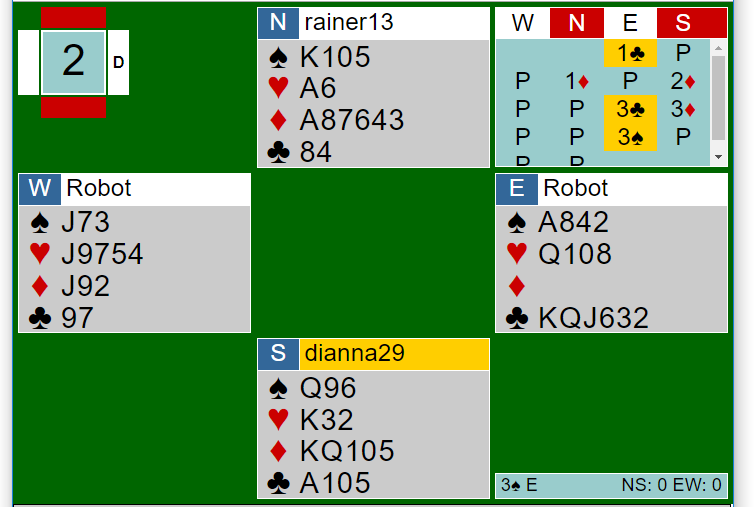 2
D
N rainer13
♠ K105
♥ A6
♦ A87643
♣ 84
W N E S
1♣ P
P 1♦ P 2♦
P P 3♣ 3♦
P P 3♠ P
P P
W Robot
♠ J73
♥ J9754
♦ J92
♣ 97
E Robot
♠ A842
♥ Q108
♦
♣ KQJ632
S dianna29
♠ Q96
♥ K32
♦ KQ105
♣ A105
3♠ E NS: 0 EW: 0